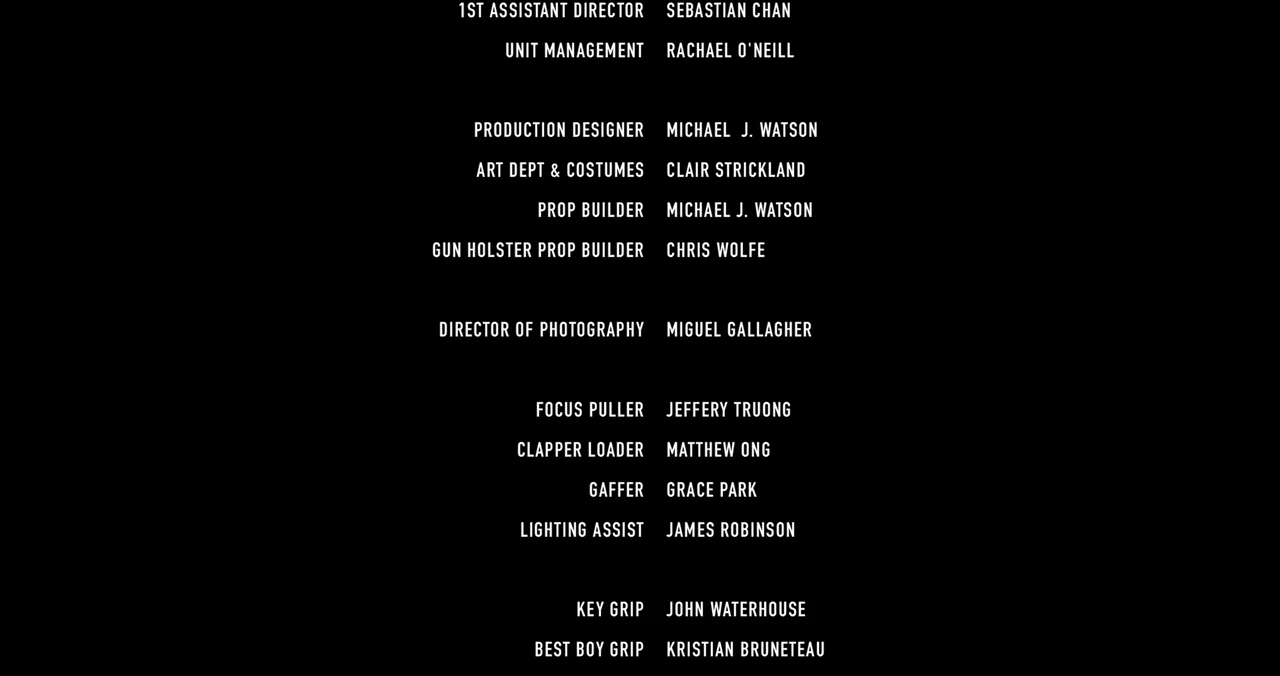 1ST ASSISTANT DIRECTOR SEBASTIAN CHAN
UNIT MANAGEMENT RACHAEL O'NEILL
PRODUCTION DESIGNER MICHAEL  J. WATSON
ART DEPT & COSTUMES CLAIR STRICKLAND
PROP BUILDER MICHAEL J. WATSON
GUN HOLSTER PROP BUILDER CHRIS WOLFE
DIRECTOR OF PHOTOGRAPHY MIGUEL GALLAGHER
FOCUS PULLER JEFFERY TRUONG
CLAPPER LOADER MATTHEW ONG
GAFFER GRACE PARK
LIGHTING ASSIST JAMES ROBINSON
KEY GRIP JOHN WATERHOUSE
BEST BOY GRIP KRISTIAN BRUNETEAU